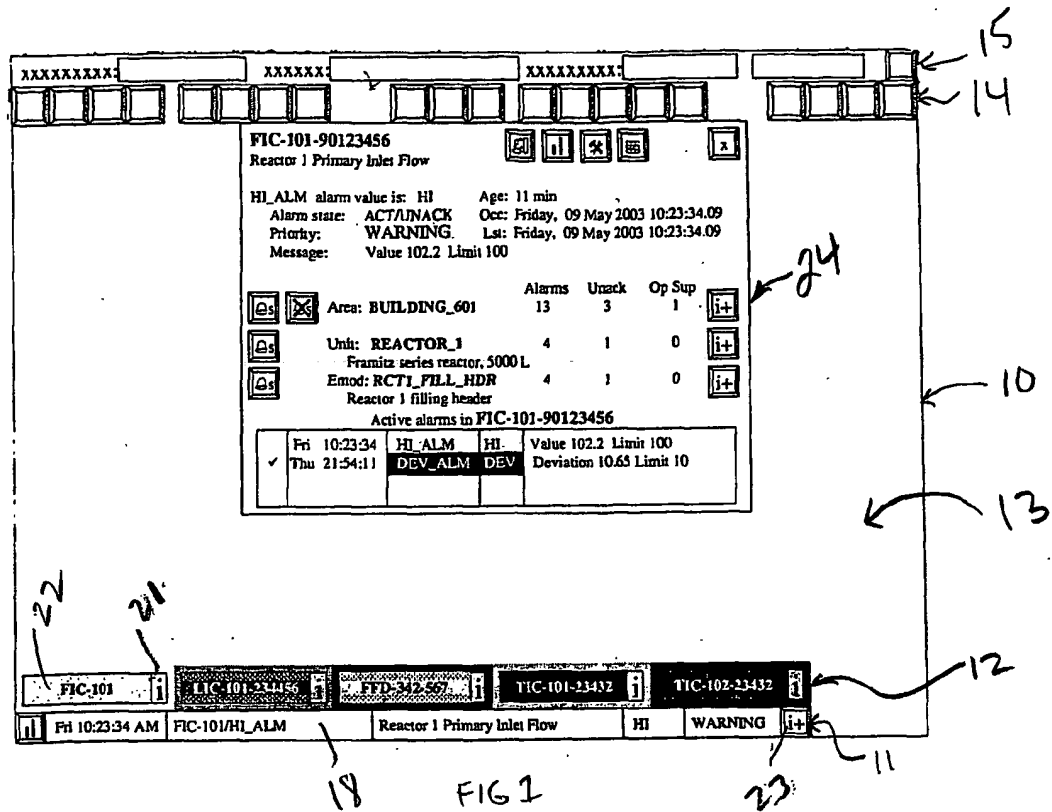 15
xxxxxxxxx: xxxxxx: xxxxxxxxx:
14
FIC-101-90123456 x
Reactor 1 Primary Inlet Flow
HI_ALM alarm value is: HI Age: 11 min
Alarm state: ACT/UNACK Occ: Friday, 09 May 2003 10:23:34.09
Priority: WARNING. Lst: Friday, 09 May 2003 10:23:34.09
Message: Value 102.2 Limit 100
24
Alarms Unack Op Sup
Area: BUILDING_601 13 3 1 i+
Unit: REACTOR_1 4 1 0 i+
Framitz series reactor, 5000 L
Emod: RCT1_FILL_HDR 4 1 0 i+
Reactor 1 filling header
10
Active alarms in FIC-101-90123456
Fri 10:23:34 HI_ALM HI Value 102.2 Limit 100
✓ Thu 21:54:11 DEV_ALM DEV Deviation 10.65 Limit 10
13
22 21
12
FIC-101 i LIC-101-234456 i FFD-342-567 i TIC-101-23432 i TIC-102-23432 i
Fri 10:23:34 AM FIC-101/HI_ALM Reactor 1 Primary Inlet Flow HI WARNING i+
11
18 FIG 1 23